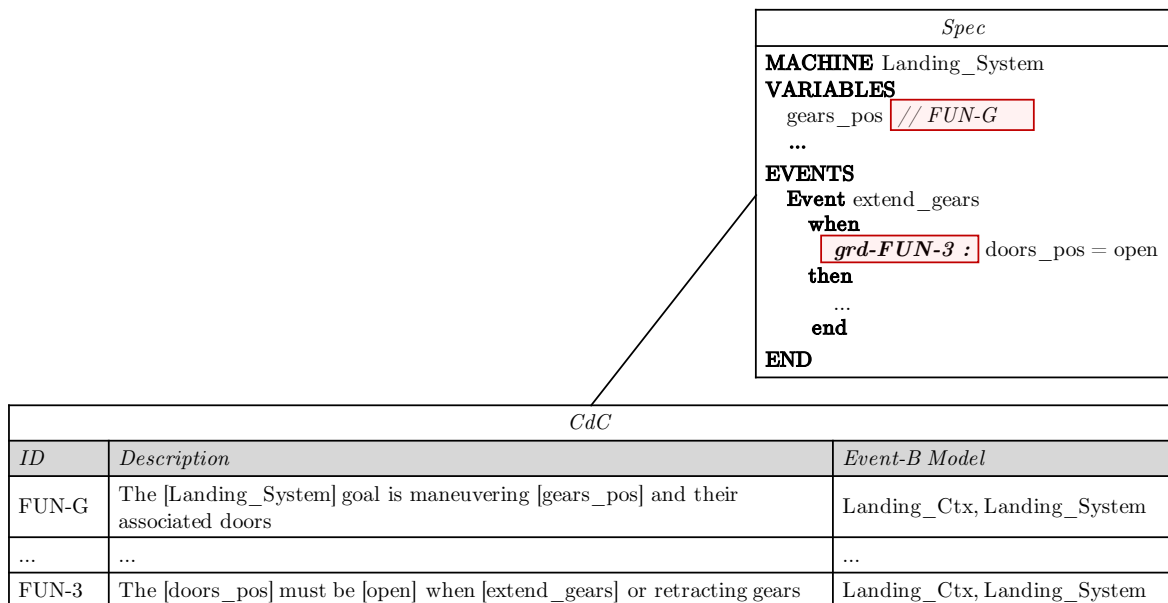 Spec
MACHINE Landing_System
VARIABLES
gears_pos // FUN-G
...
EVENTS
Event extend_gears
when
grd-FUN-3 : doors_pos = open
then
...
end
END
CdC
ID Description Event-B Model
FUN-G The [Landing_System] goal is maneuvering [gears_pos] and their
associated doors Landing_Ctx, Landing_System
... ... ...
FUN-3 The [doors_pos] must be [open] when [extend_gears] or retracting gears Landing_Ctx, Landing_System